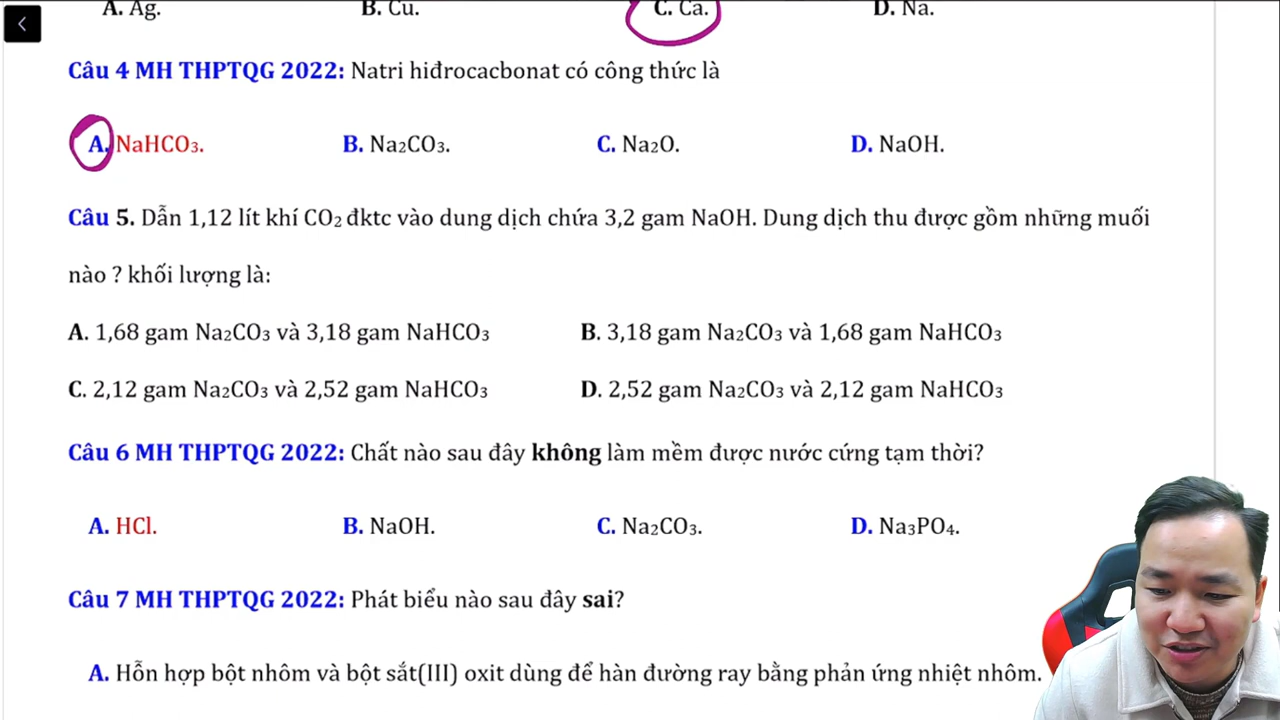 A. Ag. B. Cu. C. Ca. D. Na.
Câu 4 MH THPTQG 2022: Natri hiđrocacbonat có công thức là
A. NaHCO₃. B. Na₂CO₃. C. Na₂O. D. NaOH.
Câu 5. Dẫn 1,12 lít khí CO₂ đktc vào dung dịch chứa 3,2 gam NaOH. Dung dịch thu được gồm những muối
nào ? khối lượng là:
A. 1,68 gam Na₂CO₃ và 3,18 gam NaHCO₃ B. 3,18 gam Na₂CO₃ và 1,68 gam NaHCO₃
C. 2,12 gam Na₂CO₃ và 2,52 gam NaHCO₃ D. 2,52 gam Na₂CO₃ và 2,12 gam NaHCO₃
Câu 6 MH THPTQG 2022: Chất nào sau đây không làm mềm được nước cứng tạm thời?
A. HCl. B. NaOH. C. Na₂CO₃. D. Na₃PO₄.
Câu 7 MH THPTQG 2022: Phát biểu nào sau đây sai?
A. Hỗn hợp bột nhôm và bột sắt(III) oxit dùng để hàn đường ray bằng phản ứng nhiệt nhôm.